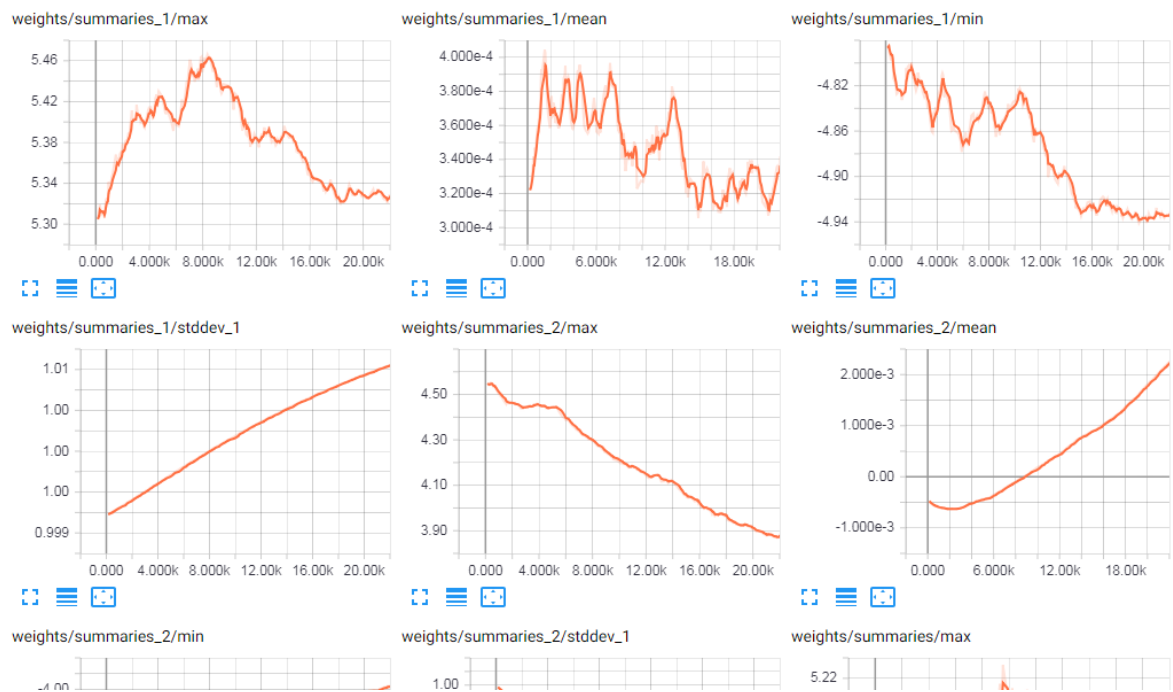 weights/summaries_1/max
5.46
5.42
5.38
5.34
5.30
0.000 4.000k 8.000k 12.00k 16.00k 20.00k
weights/summaries_1/mean
4.000e-4
3.800e-4
3.600e-4
3.400e-4
3.200e-4
3.000e-4
0.000 6.000k 12.00k 18.00k
weights/summaries_1/min
-4.82
-4.86
-4.90
-4.94
0.000 4.000k 8.000k 12.00k 16.00k 20.00k
weights/summaries_1/stddev_1
1.01
1.00
1.00
1.00
0.999
0.000 4.000k 8.000k 12.00k 16.00k 20.00k
weights/summaries_2/max
4.50
4.30
4.10
3.90
0.000 4.000k 8.000k 12.00k 16.00k 20.00k
weights/summaries_2/mean
2.000e-3
1.000e-3
0.00
-1.000e-3
0.000 6.000k 12.00k 18.00k
weights/summaries_2/min
-4.00
weights/summaries_2/stddev_1
1.00
weights/summaries/max
5.22